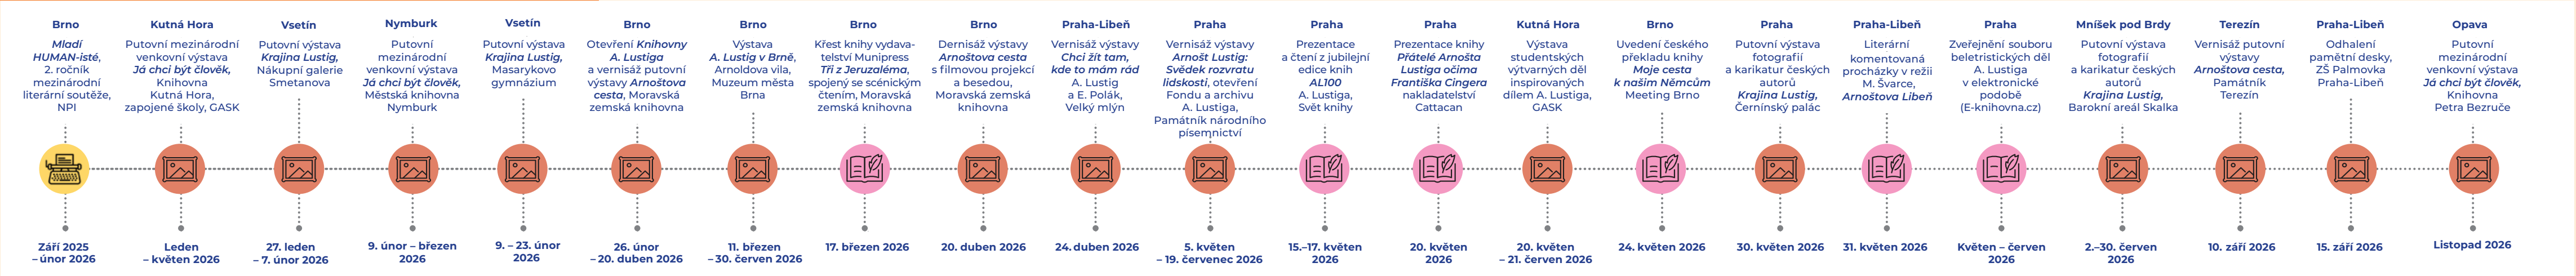 Brno
Mladí
HUMAN-isté,
2. ročník
mezinárodní
literární soutěže,
NPI
Září 2025
– únor 2026
Kutná Hora
Putovní mezinárodní
venkovní výstava
Já chci být člověk,
Knihovna
Kutná Hora,
zapojené školy, GASK
Leden
– květen 2026
Vsetín
Putovní výstava
Krajina Lustig,
Nákupní galerie
Smetanova
27. leden
– 7. únor 2026
Nymburk
Putovní
mezinárodní
venkovní výstava
Já chci být člověk,
Městská knihovna
Nymburk
9. únor – březen
2026
Vsetín
Putovní výstava
Krajina Lustig,
Masarykovo
gymnázium
9. – 23. únor
2026
Brno
Otevření Knihovny
A. Lustiga
a vernisáž putovní
výstavy Arnoštova
cesta, Moravská
zemská knihovna
26. únor
– 20. duben 2026
Brno
Výstava
A. Lustig v Brně,
Arnoldova vila,
Muzeum města
Brna
11. březen
– 30. červen 2026
Brno
Křest knihy vydava-
telství Munipress
Tři z Jeruzaléma,
spojený se scénickým
čtením, Moravská
zemská knihovna
17. březen 2026
Brno
Dernisáž výstavy
Arnoštova cesta
s filmovou projekcí
a besedou,
Moravská zemská
knihovna
20. duben 2026
Praha-Libeň
Vernisáž výstavy
Chci žít tam,
kde to mám rád
A. Lustig
a E. Polák,
Velký mlýn
24. duben 2026
Praha
Vernisáž výstavy
Arnošt Lustig:
Svědek rozvratu
lidskosti, otevření
Fondu a archivu
A. Lustiga,
Památník národního
písemnictví
5. květen
– 19. červenec 2026
Praha
Prezentace
a čtení z jubilejní
edice knih
AL100
A. Lustiga,
Svět knihy
15.–17. květen
2026
Praha
Prezentace knihy
Přátelé Arnošta
Lustiga očima
Františka Cingera
nakladatelství
Cattacan
20. květen
2026
Kutná Hora
Výstava
studentských
výtvarných děl
inspirovaných
dílem A. Lustiga,
GASK
20. květen
– 21. červen 2026
Brno
Uvedení českého
překladu knihy
Moje cesta
k našim Němcům
Meeting Brno
24. květen 2026
Praha
Putovní výstava
fotografií
a karikatur českých
autorů
Krajina Lustig,
Černínský palác
30. květen 2026
Praha-Libeň
Literární
komentovaná
procházky v režii
M. Švarce,
Arnoštova Libeň
31. květen 2026
Praha
Zveřejnění souboru
beletristických děl
A. Lustiga
v elektronické
podobě
(E-knihovna.cz)
Květen – červen
2026
Mníšek pod Brdy
Putovní výstava
fotografií
a karikatur českých
autorů
Krajina Lustig,
Barokní areál Skalka
2.–30. červen
2026
Terezín
Vernisáž putovní
výstavy
Arnoštova cesta,
Památník
Terezín
10. září 2026
Praha-Libeň
Odhalení
pamětní desky,
ZŠ Palmovka
Praha-Libeň
15. září 2026
Opava
Putovní
mezinárodní
venkovní výstava
Já chci být člověk,
Knihovna
Petra Bezruče
Listopad 2026